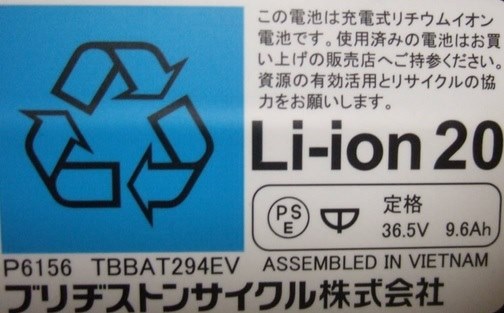 この電池は充電式リチウムイオン
電池です。使用済みの電池はお買
い上げの販売店へご持参ください。
資源の有効活用とリサイクルの協
力をお願いします。
Li-ion 20
PS
E
定格
36.5V 9.6Ah
P6156 TBBAT294EV ASSEMBLED IN VIETNAM
ブリヂストンサイクル株式会社